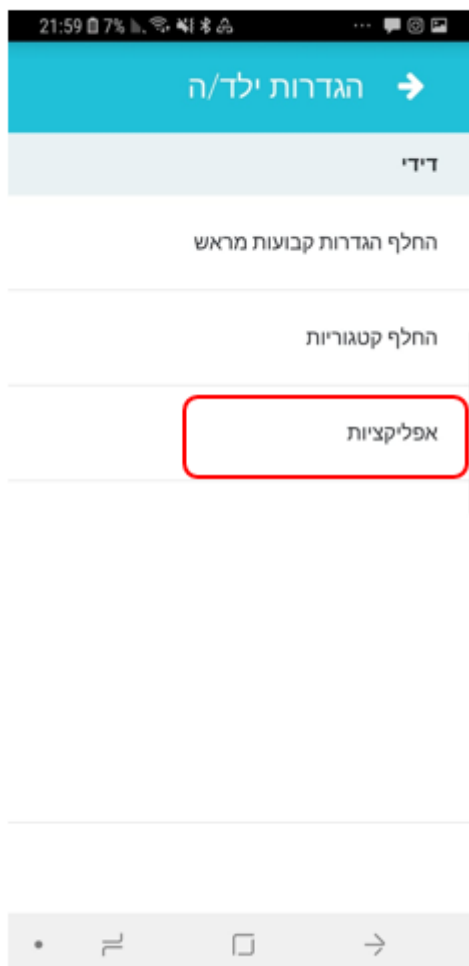 21:59 7%
הגדרות ילד/ה
דידי
החלף הגדרות קבועות מראש
החלף קטגוריות
אפליקציות